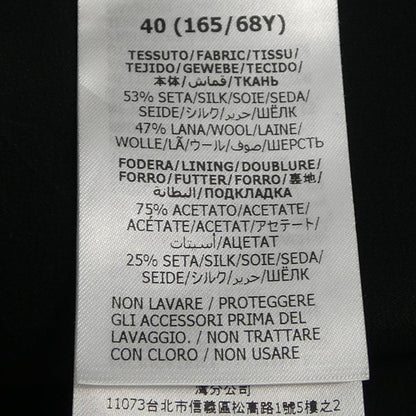 40 (165/68Y)
TESSUTO/FABRIC/TISSU/
TEJIDO/GEWEBE/TECIDO/
本体/قماش/ТКАНЬ
53% SETA/SILK/SOIE/SEDA/
SEIDE/シルク/حرير/ШЁЛК
47% LANA/WOOL/LAINE/
WOLLE/LÃ/ウール/صوف/ШЕРСТЬ
FODERA/LINING/DOUBLURE/
FORRO/FUTTER/FORRO/裏地/
البطانة/ПОДКЛАДКА
75% ACETATO/ACETATE/
ACÉTATE/ACETAT/アセテート/
أسيتات/АЦЕТАТ
25% SETA/SILK/SOIE/SEDA/
SEIDE/シルク/حرير/ШЁЛК
NON LAVARE / PROTEGGERE
GLI ACCESSORI PRIMA DEL
LAVAGGIO. / NON TRATTARE
CON CLORO / NON USARE
灣分公司
11073台北市信義區松高路1號5樓之2